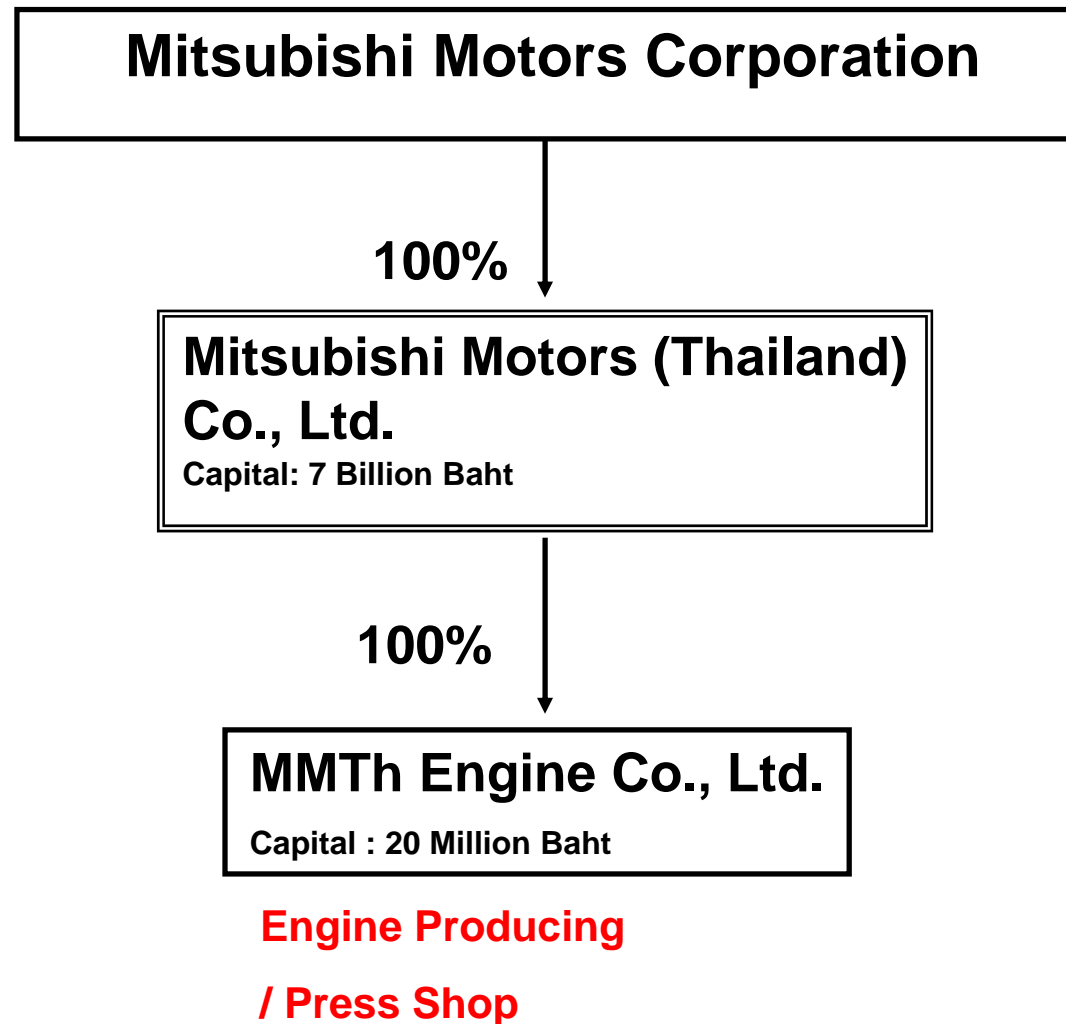 Mitsubishi Motors Corporation
100%
Mitsubishi Motors (Thailand)
Co., Ltd.
Capital: 7 Billion Baht
100%
MMTh Engine Co., Ltd.
Capital : 20 Million Baht
Engine Producing
/ Press Shop